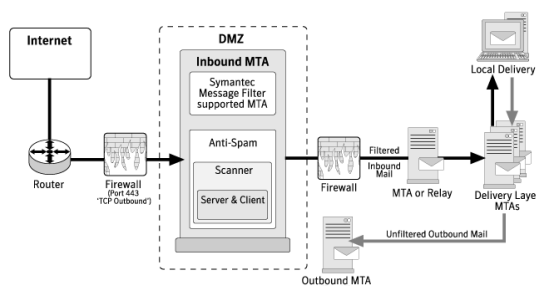 Internet
DMZ
Inbound MTA
Symantec
Message Filter
supported MTA
Anti-Spam
Scanner
Server & Client
Router
Firewall
(Port 443
"TCP Outbound")
Firewall
Filtered
Inbound
Mail
MTA or Relay
Local Delivery
Delivery Laye
MTAs
Unfiltered Outbound Mail
Outbound MTA